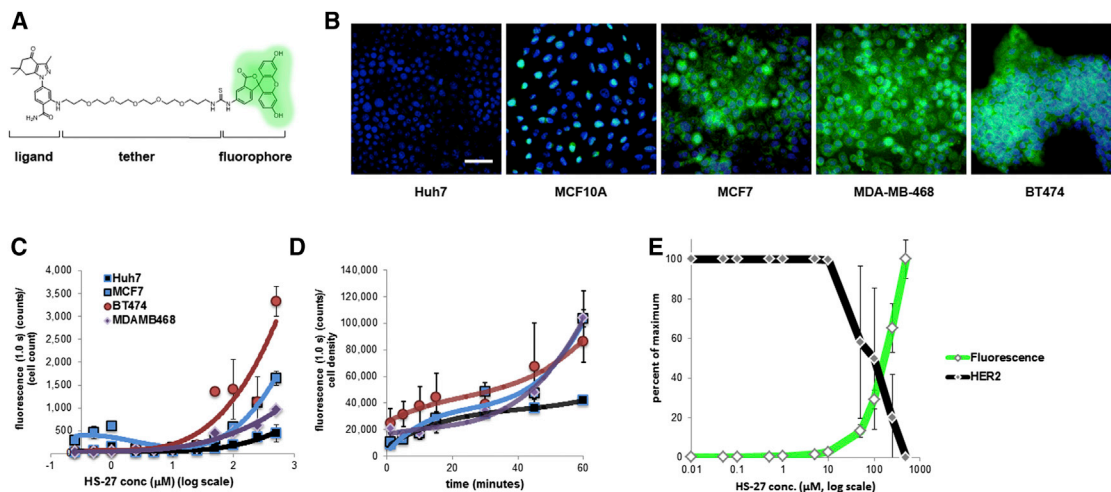 A
O
N
N
NH
H₂N
O
O
O
O
O
O
N
H
S
N
H
O
O
O
OH
OH
ligand
tether
fluorophore
B
Huh7
MCF10A
MCF7
MDA-MB-468
BT474
C
fluorescence (1.0 s) (counts)/
(cell count)
4,000
3,500
3,000
2,500
2,000
1,500
1,000
500
0
Huh7
MCF7
BT474
MDAMB468
-1
0
1
2
3
HS-27 conc (µM) (log scale)
D
fluorescence (1.0 s) (counts)/
cell density
140,000
120,000
100,000
80,000
60,000
40,000
20,000
0
0
20
40
60
time (minutes)
E
percent of maximum
100
80
60
40
20
0
0.01
0.1
1
10
100
1000
HS-27 conc. (µM, log scale)
Fluorescence
HER2